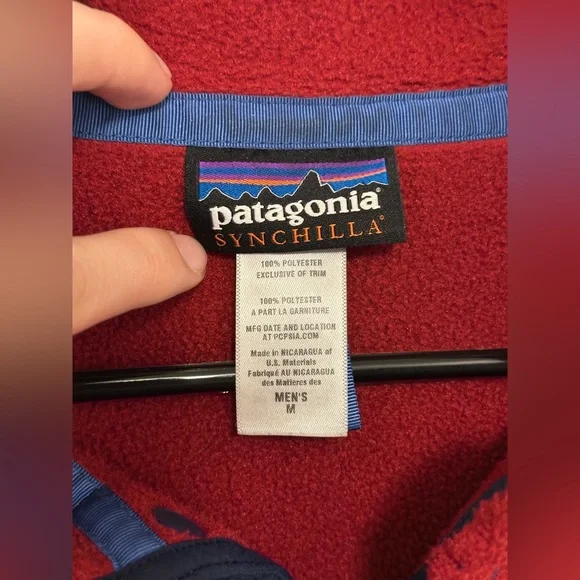 patagonia®
SYNCHILLA®
100% POLYESTER
EXCLUSIVE OF TRIM
100% POLYESTER
A PART LA GARNITURE
MFG DATE AND LOCATION
AT PCPSIA.COM
Made in NICARAGUA of
U.S. Materials
Fabriqué AU NICARAGUA
des Matieres des
MEN'S
M